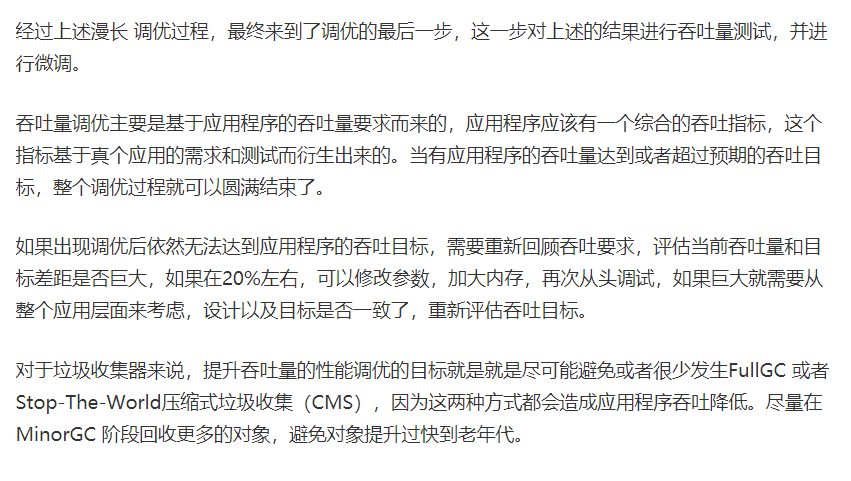 经过上述漫长 调优过程，最终来到了调优的最后一步，这一步对上述的结果进行吞吐量测试，并进
行微调。
吞吐量调优主要是基于应用程序的吞吐量要求而来的，应用程序应该有一个综合的吞吐指标，这个
指标基于真个应用的需求和测试而衍生出来的。当有应用程序的吞吐量达到或者超过预期的吞吐目
标，整个调优过程就可以圆满结束了。
如果出现调优后依然无法达到应用程序的吞吐目标，需要重新回顾吞吐要求，评估当前吞吐量和目
标差距是否巨大，如果在20%左右，可以修改参数，加大内存，再次从头调试，如果巨大就需要从
整个应用层面来考虑，设计以及目标是否一致了，重新评估吞吐目标。
对于垃圾收集器来说，提升吞吐量的性能调优的目标就是就是尽可能避免或者很少发生FullGC 或者
Stop-The-World压缩式垃圾收集（CMS），因为这两种方式都会造成应用程序吞吐降低。尽量在
MinorGC 阶段回收更多的对象，避免对象提升过快到老年代。